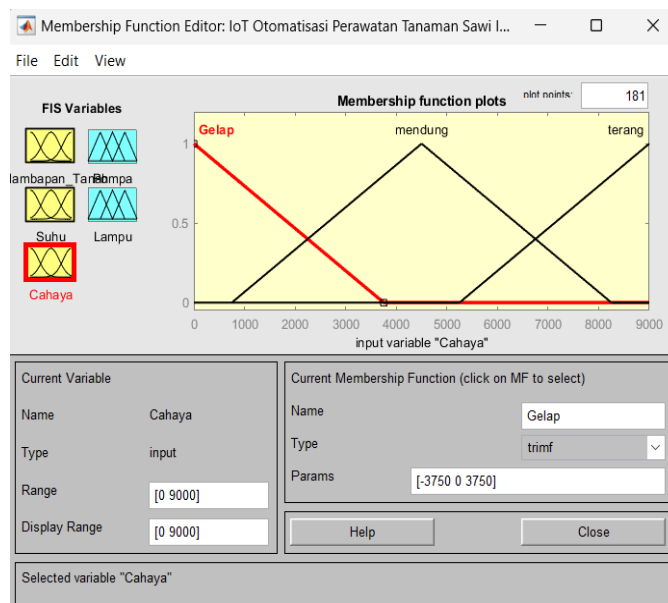 Membership Function Editor: IoT Otomatisasi Perawatan Tanaman Sawi I...
File Edit View
FIS Variables
Membership function plots
plot points:
181
Gelap
mendung
terang
1
0.5
0
0 1000 2000 3000 4000 5000 6000 7000 8000 9000
input variable "Cahaya"
Suhu
Lampu
Cahaya
Current Variable
Name Cahaya
Type input
Range [0 9000]
Display Range [0 9000]
Current Membership Function (click on MF to select)
Name Gelap
Type trimf
Params [-3750 0 3750]
Help
Close
Selected variable "Cahaya"